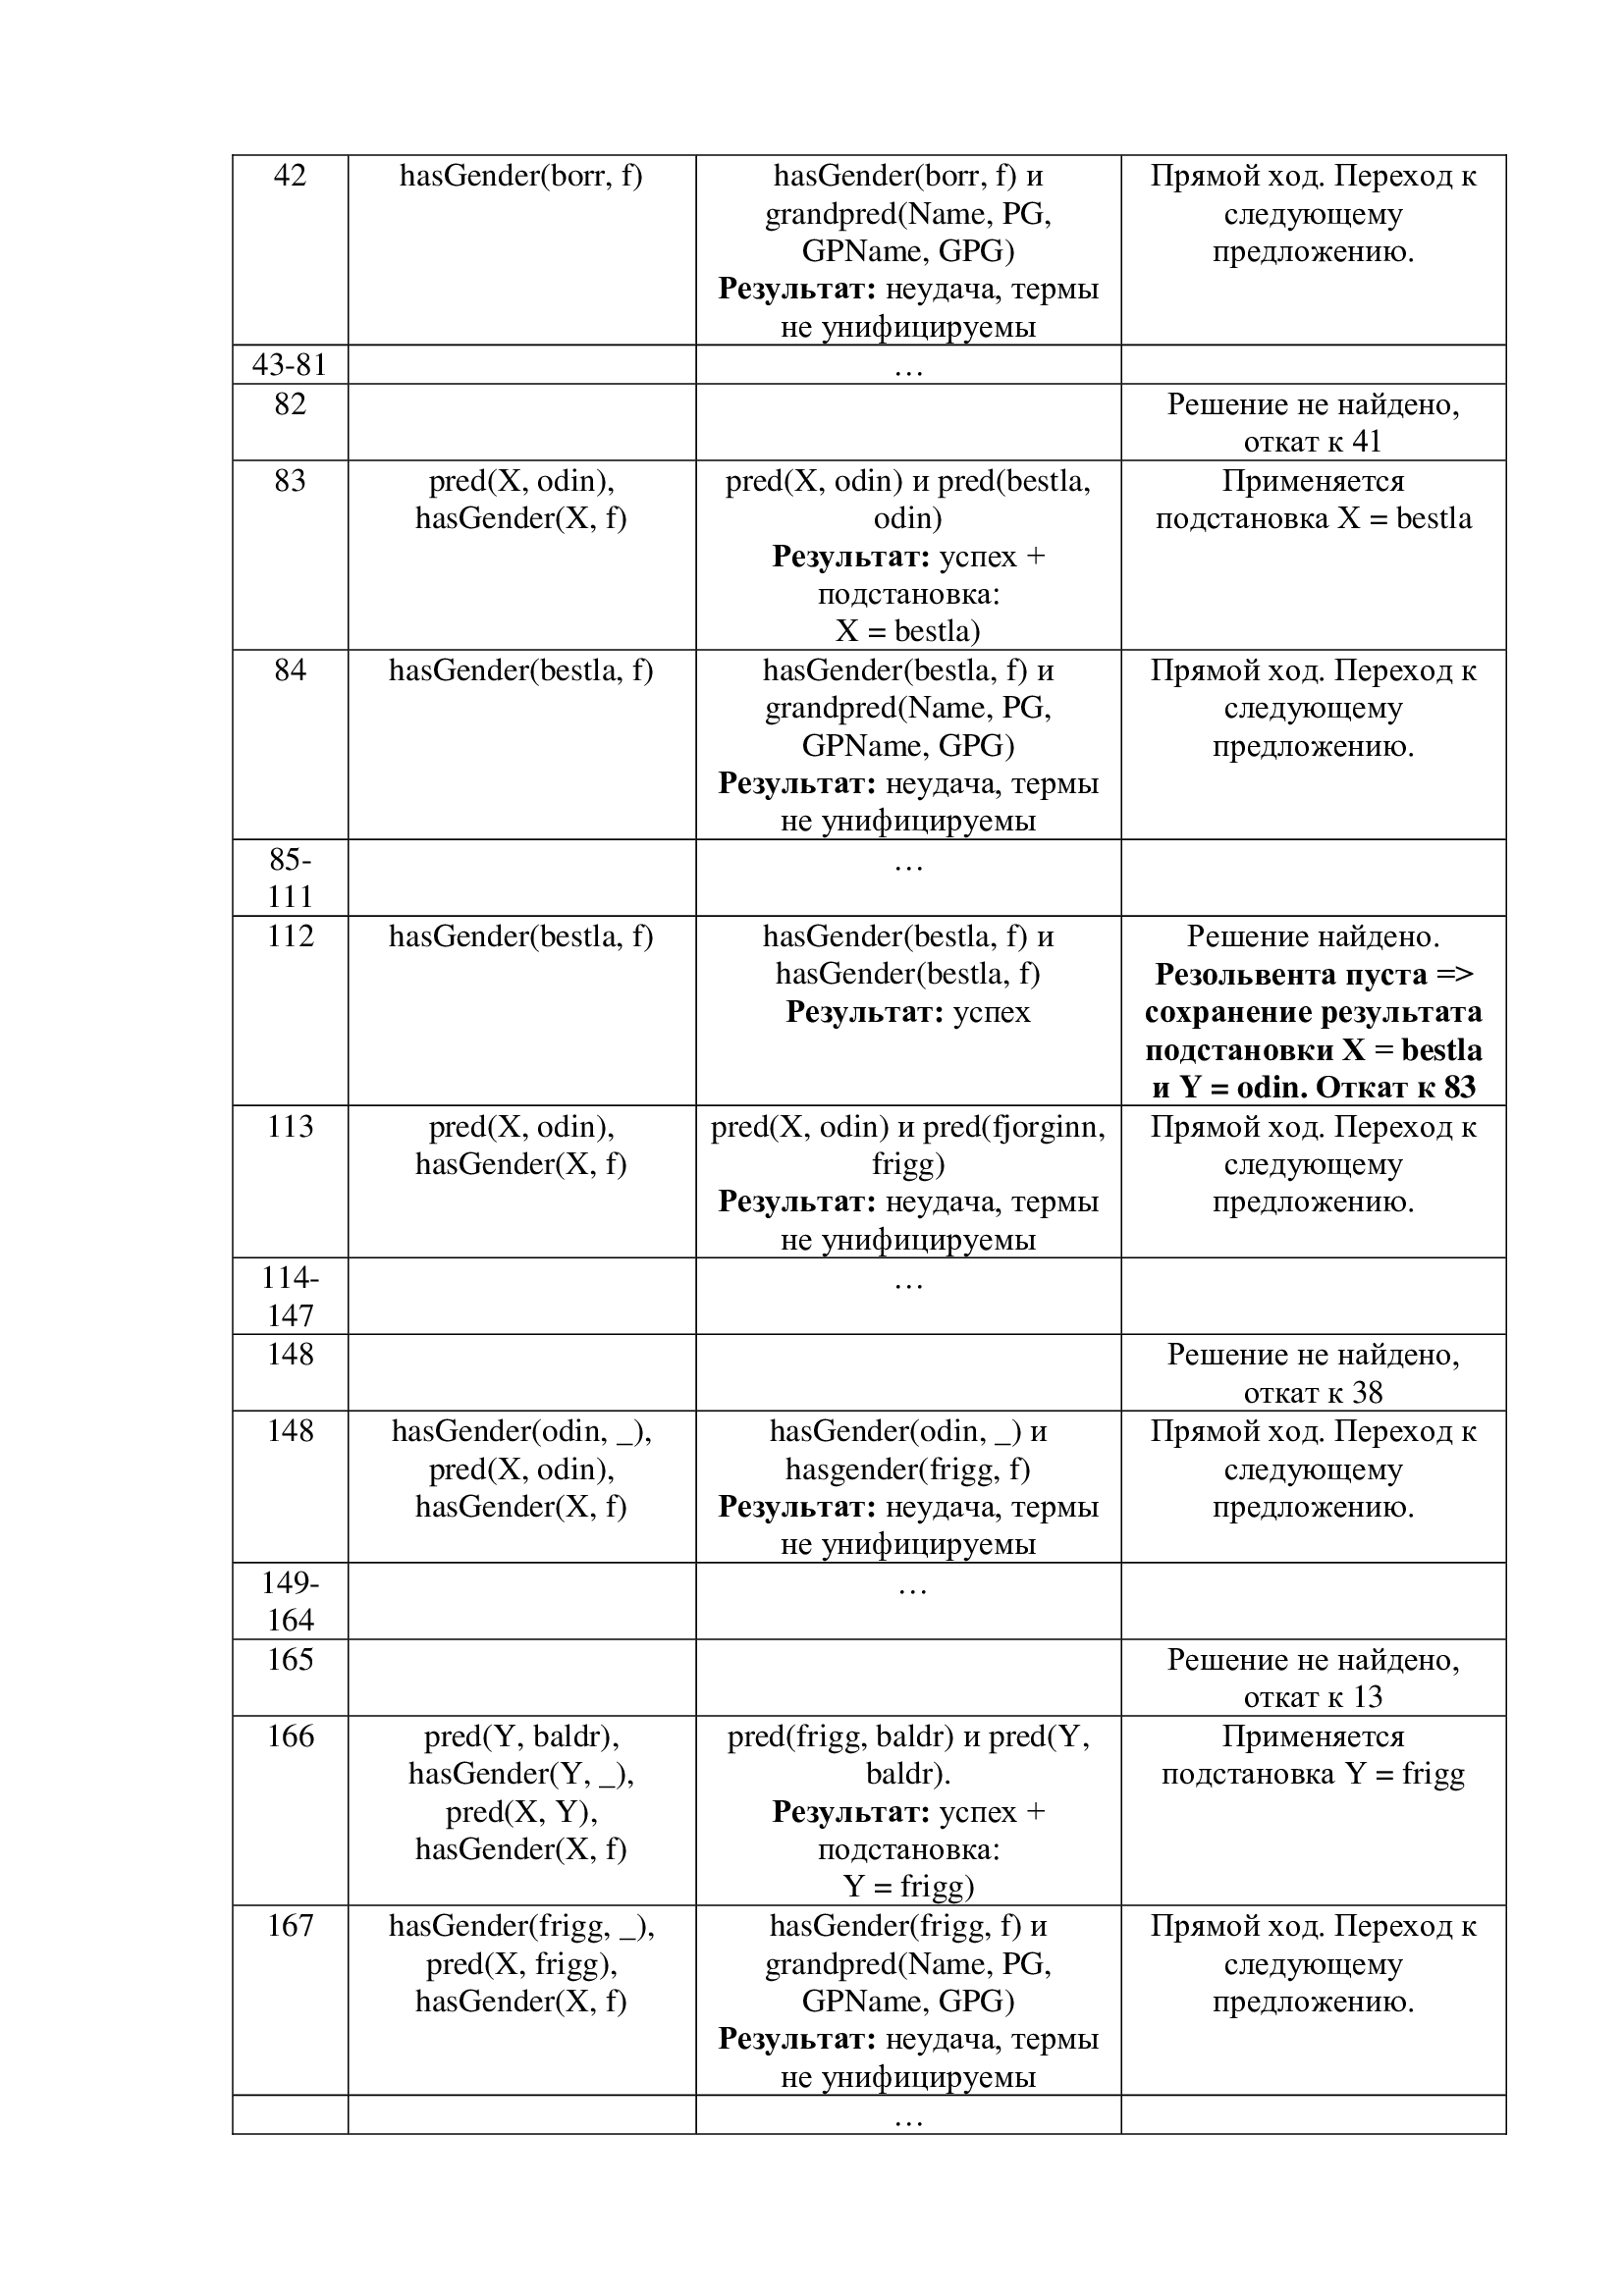 42
hasGender(borr, f)
hasGender(borr, f) и
grandpred(Name, PG,
GPName, GPG)
Результат: неудача, термы
не унифицируемы
Прямой ход. Переход к
следующему
предложению.
43-81
…
82
Решение не найдено,
откат к 41
83
pred(X, odin),
hasGender(X, f)
pred(X, odin) и pred(bestla,
odin)
Результат: успех +
подстановка:
X = bestla)
Применяется
подстановка X = bestla
84
hasGender(bestla, f)
hasGender(bestla, f) и
grandpred(Name, PG,
GPName, GPG)
Результат: неудача, термы
не унифицируемы
Прямой ход. Переход к
следующему
предложению.
85-
111
…
112
hasGender(bestla, f)
hasGender(bestla, f) и
hasGender(bestla, f)
Результат: успех
Решение найдено.
Резольвента пуста =>
сохранение результата
подстановки X = bestla
и Y = odin. Откат к 83
113
pred(X, odin),
hasGender(X, f)
pred(X, odin) и pred(fjorginn,
frigg)
Результат: неудача, термы
не унифицируемы
Прямой ход. Переход к
следующему
предложению.
114-
147
…
148
Решение не найдено,
откат к 38
148
hasGender(odin, _),
pred(X, odin),
hasGender(X, f)
hasGender(odin, _) и
hasgender(frigg, f)
Результат: неудача, термы
не унифицируемы
Прямой ход. Переход к
следующему
предложению.
149-
164
…
165
Решение не найдено,
откат к 13
166
pred(Y, baldr),
hasGender(Y, _),
pred(X, Y),
hasGender(X, f)
pred(frigg, baldr) и pred(Y,
baldr).
Результат: успех +
подстановка:
Y = frigg)
Применяется
подстановка Y = frigg
167
hasGender(frigg, _),
pred(X, frigg),
hasGender(X, f)
hasGender(frigg, f) и
grandpred(Name, PG,
GPName, GPG)
Результат: неудача, термы
не унифицируемы
Прямой ход. Переход к
следующему
предложению.
…